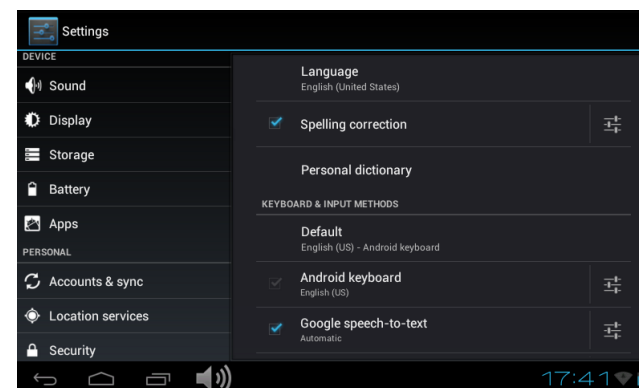 Settings
DEVICE
Sound
Display
Storage
Battery
Apps
PERSONAL
Accounts & sync
Location services
Security
Language
English (United States)
Spelling correction
Personal dictionary
KEYBOARD & INPUT METHODS
Default
English (US) - Android keyboard
Android keyboard
English (US)
Google speech-to-text
Automatic
17:41